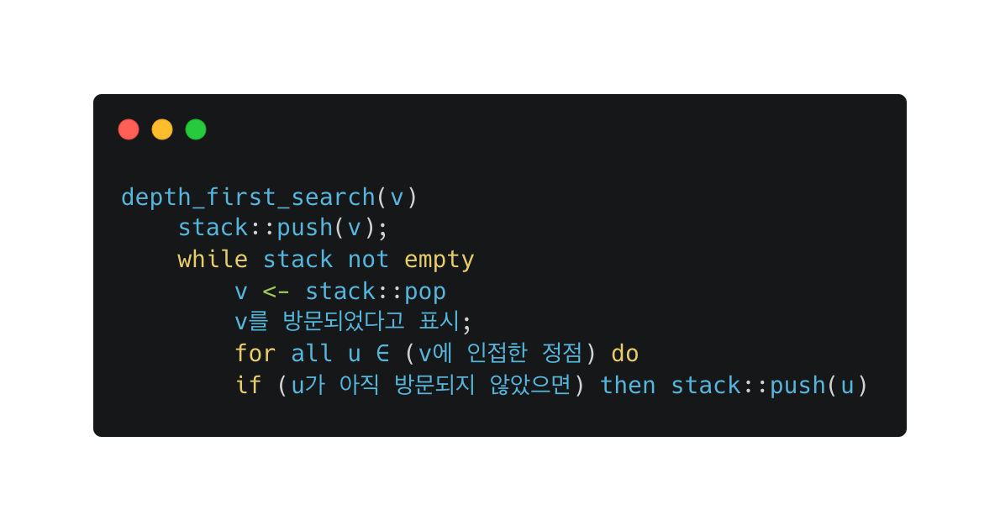 depth_first_search(v)
    stack::push(v);
    while stack not empty
        v <- stack::pop
        v를 방문되었다고 표시;
        for all u ∈ (v에 인접한 정점) do
        if (u가 아직 방문되지 않았으면) then stack::push(u)